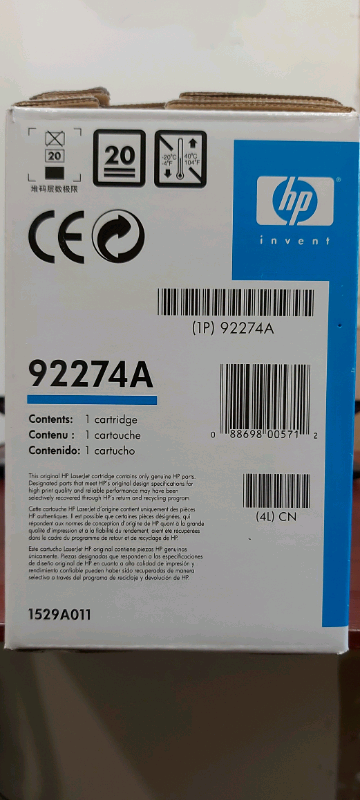 20
堆码层数极限
20
-20°C
-4°F
40°C
104°F
hp
®
invent
CE
(1P) 92274A
92274A
Contents: 1 cartridge
Contenu : 1 cartouche
Contenido: 1 cartucho
0 88698 00571 2
This original HP LaserJet cartridge contains only genuine HP parts.
Designated parts that meet HP's original design specifications for
high print quality and reliable performance may have been
selectively recovered through HP's return and recycling program.
Cette cartouche HP LaserJet d'origine contient uniquement des pièces
HP authentiques. Il est possible que certaines pièces désignées, qui
répondent aux normes de conception d'origine de HP quant à la grande
qualité d'impression et à la fiabilité du rendement, aient été récupérées
dans le cadre du programme de retour et de recyclage de HP.
Este cartucho LaserJet HP original contiene piezas HP genuinas
únicamente. Piezas designadas que responden a las especificaciones
de diseño original de HP en cuanto a alta calidad de impresión y
rendimiento confiable pueden haber sido recuperadas de manera
selectiva a través del programa de reciclaje y devolución de HP.
(4L) CN
1529A011